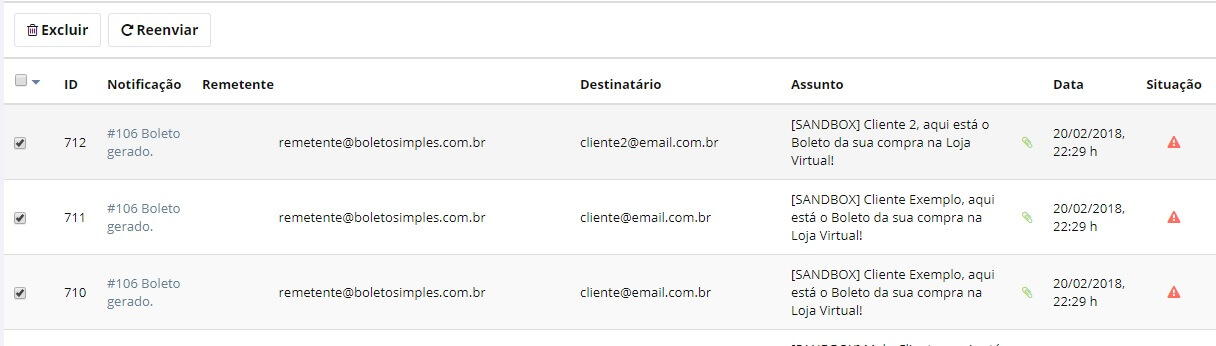 Excluir Reenviar
ID Notificação Remetente Destinatário Assunto Data Situação
712 #106 Boleto gerado. remetente@boletosimples.com.br cliente2@email.com.br [SANDBOX] Cliente 2, aqui está o Boleto da sua compra na Loja Virtual! 20/02/2018, 22:29 h
711 #106 Boleto gerado. remetente@boletosimples.com.br cliente@email.com.br [SANDBOX] Cliente Exemplo, aqui está o Boleto da sua compra na Loja Virtual! 20/02/2018, 22:29 h
710 #106 Boleto gerado. remetente@boletosimples.com.br cliente@email.com.br [SANDBOX] Cliente Exemplo, aqui está o Boleto da sua compra na Loja Virtual! 20/02/2018, 22:29 h